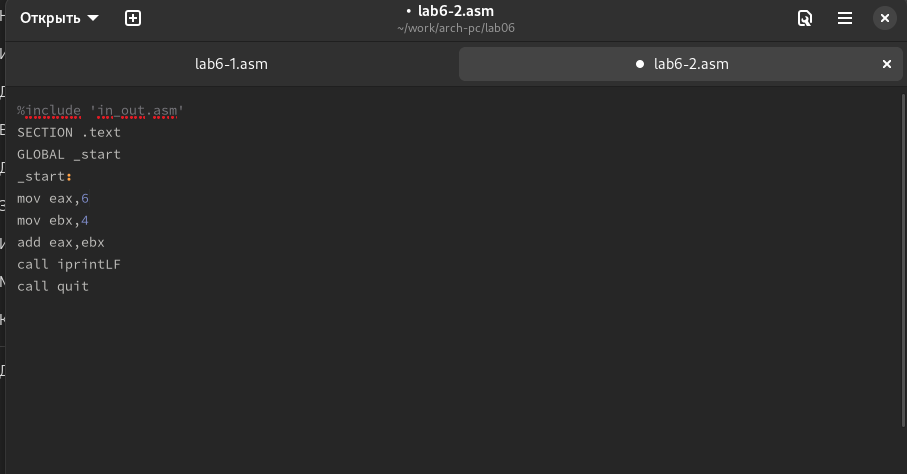 Открыть
• lab6-2.asm
~/work/arch-pc/lab06
lab6-1.asm
● lab6-2.asm
%include 'in_out.asm'
SECTION .text
GLOBAL _start
_start:
mov eax,6
mov ebx,4
add eax,ebx
call iprintLF
call quit